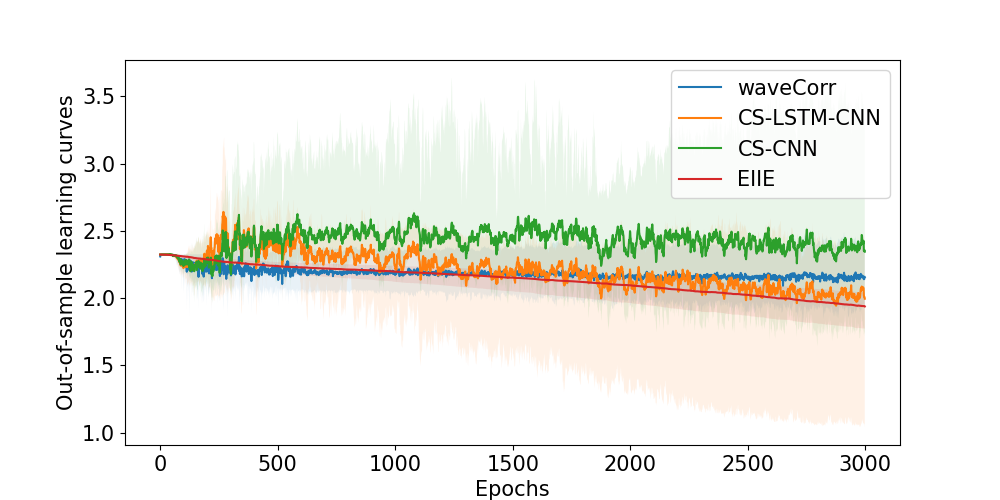 Out-of-sample learning curves
3.5
3.0
2.5
2.0
1.5
1.0
waveCorr
CS-LSTM-CNN
CS-CNN
EIIE
0 500 1000 1500 2000 2500 3000
Epochs